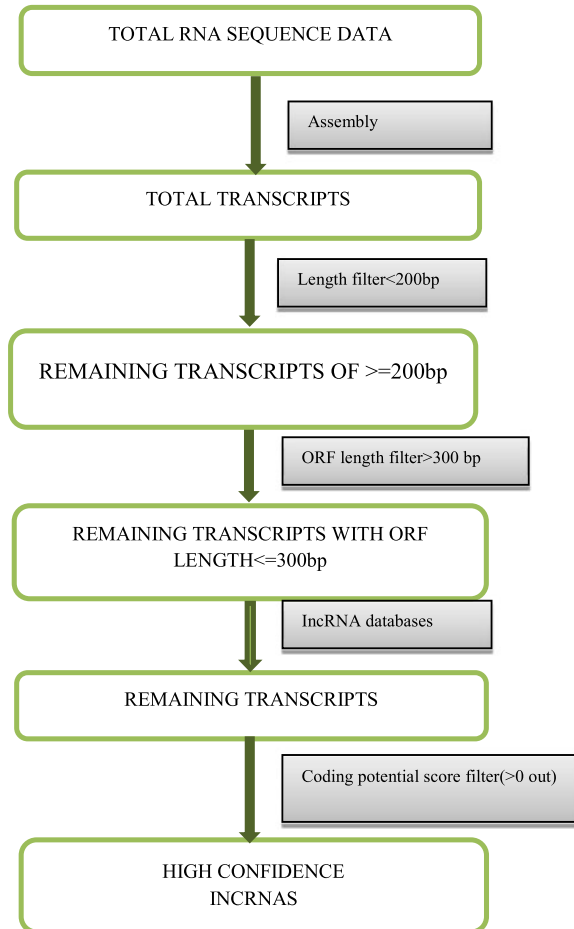 TOTAL RNA SEQUENCE DATA
Assembly
TOTAL TRANSCRIPTS
Length filter<200bp
REMAINING TRANSCRIPTS OF >=200bp
ORF length filter>300 bp
REMAINING TRANSCRIPTS WITH ORF
LENGTH<=300bp
IncRNA databases
REMAINING TRANSCRIPTS
Coding potential score filter(>0 out)
HIGH CONFIDENCE
INCRNAS